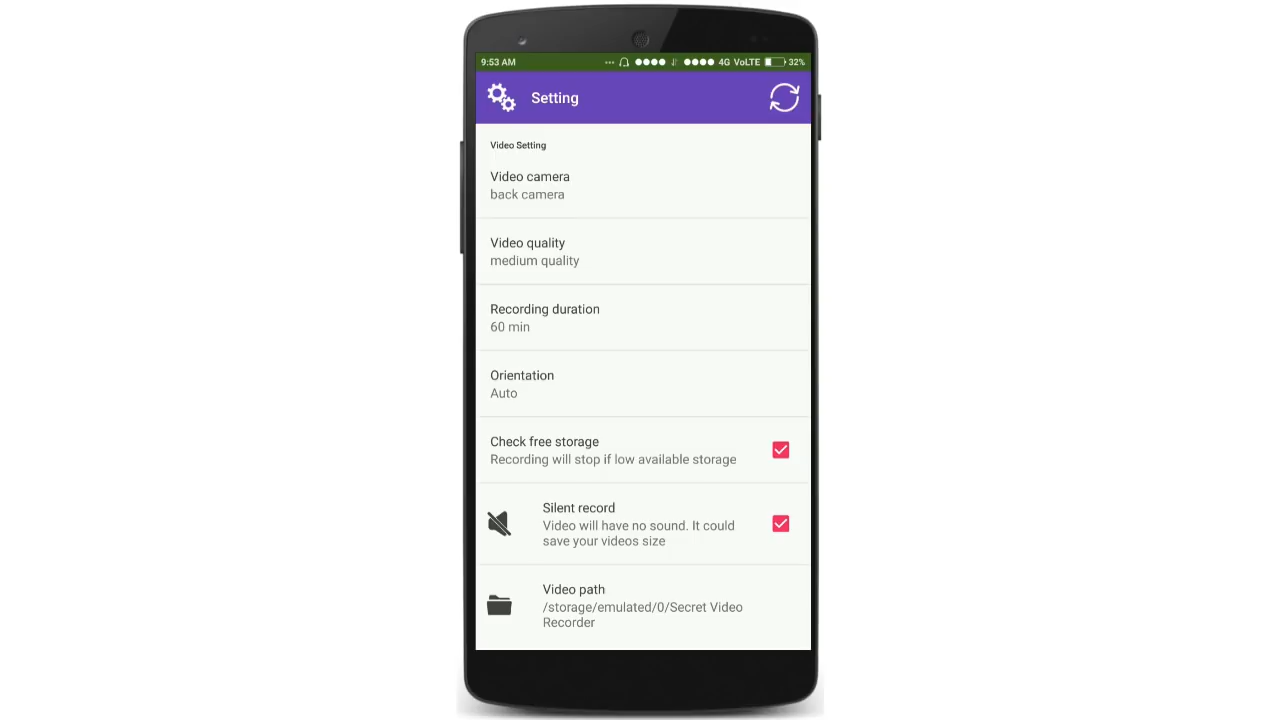 9:53 AM 4G VoLTE 32%
Setting
Video Setting
Video camera
back camera
Video quality
medium quality
Recording duration
60 min
Orientation
Auto
Check free storage
Recording will stop if low available storage
Silent record
Video will have no sound. It could
save your videos size
Video path
/storage/emulated/0/Secret Video
Recorder